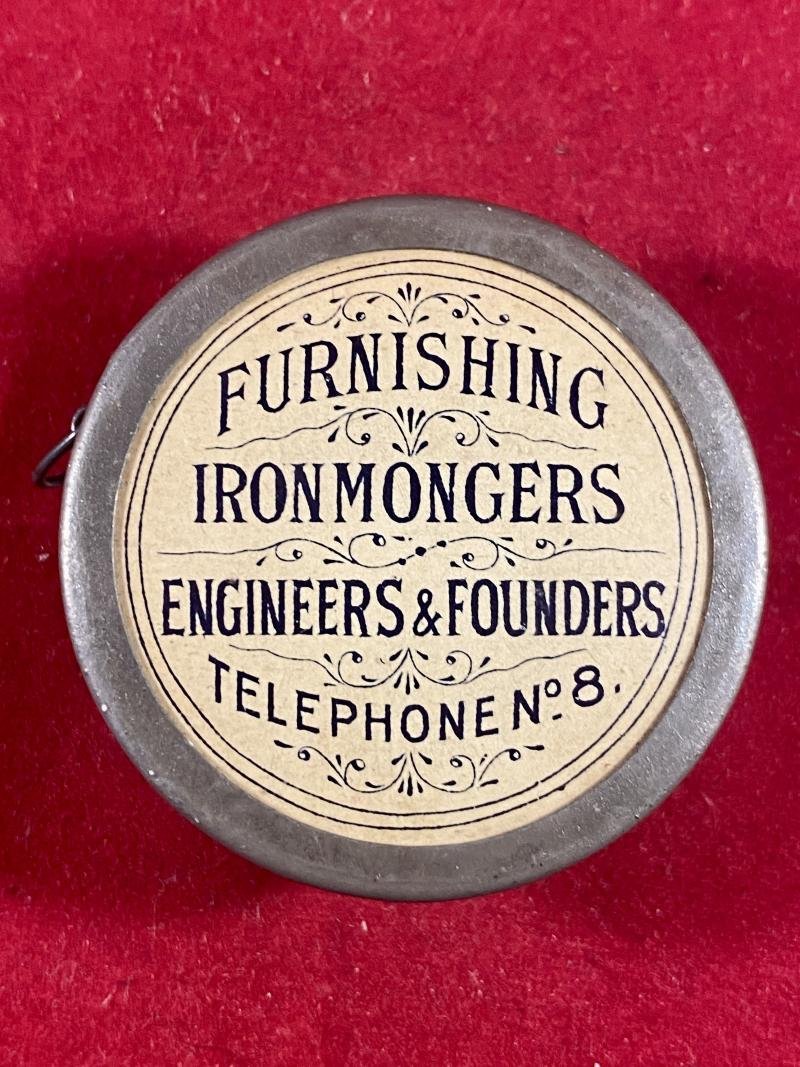 FURNISHING
IRONMONGERS
ENGINEERS & FOUNDERS
TELEPHONE Nº 8.